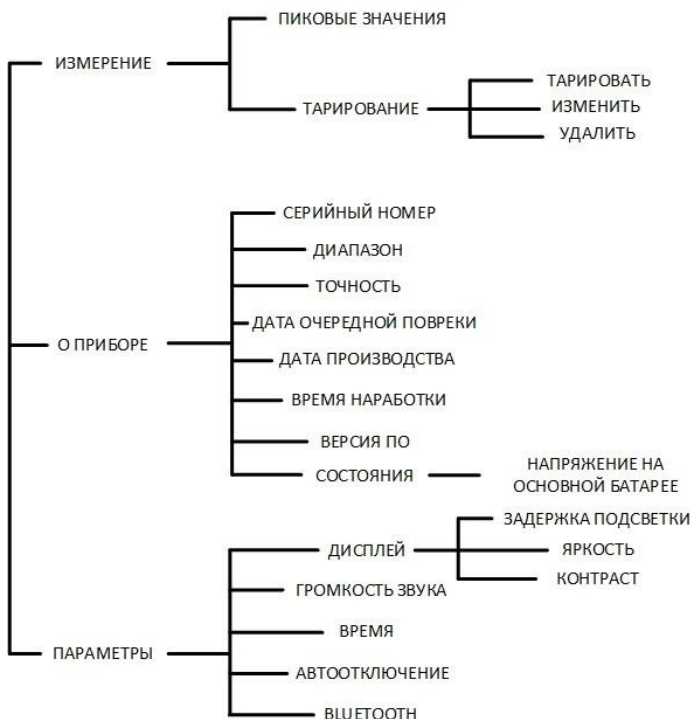 ПИКОВЫЕ ЗНАЧЕНИЯ
ИЗМЕРЕНИЕ
ТАРИРОВАНИЕ
ТАРИРОВАТЬ
ИЗМЕНИТЬ
УДАЛИТЬ
О ПРИБОРЕ
СЕРИЙНЫЙ НОМЕР
ДИАПАЗОН
ТОЧНОСТЬ
ДАТА ОЧЕРЕДНОЙ ПОВРЕКИ
ДАТА ПРОИЗВОДСТВА
ВРЕМЯ НАРАБОТКИ
ВЕРСИЯ ПО
СОСТОЯНИЯ
НАПРЯЖЕНИЕ НА
ОСНОВНОЙ БАТАРЕЕ
ПАРАМЕТРЫ
ДИСПЛЕЙ
ЗАДЕРЖКА ПОДСВЕТКИ
ЯРКОСТЬ
КОНТРАСТ
ГРОМКОСТЬ ЗВУКА
ВРЕМЯ
АВТООТКЛЮЧЕНИЕ
BLUETOOTH